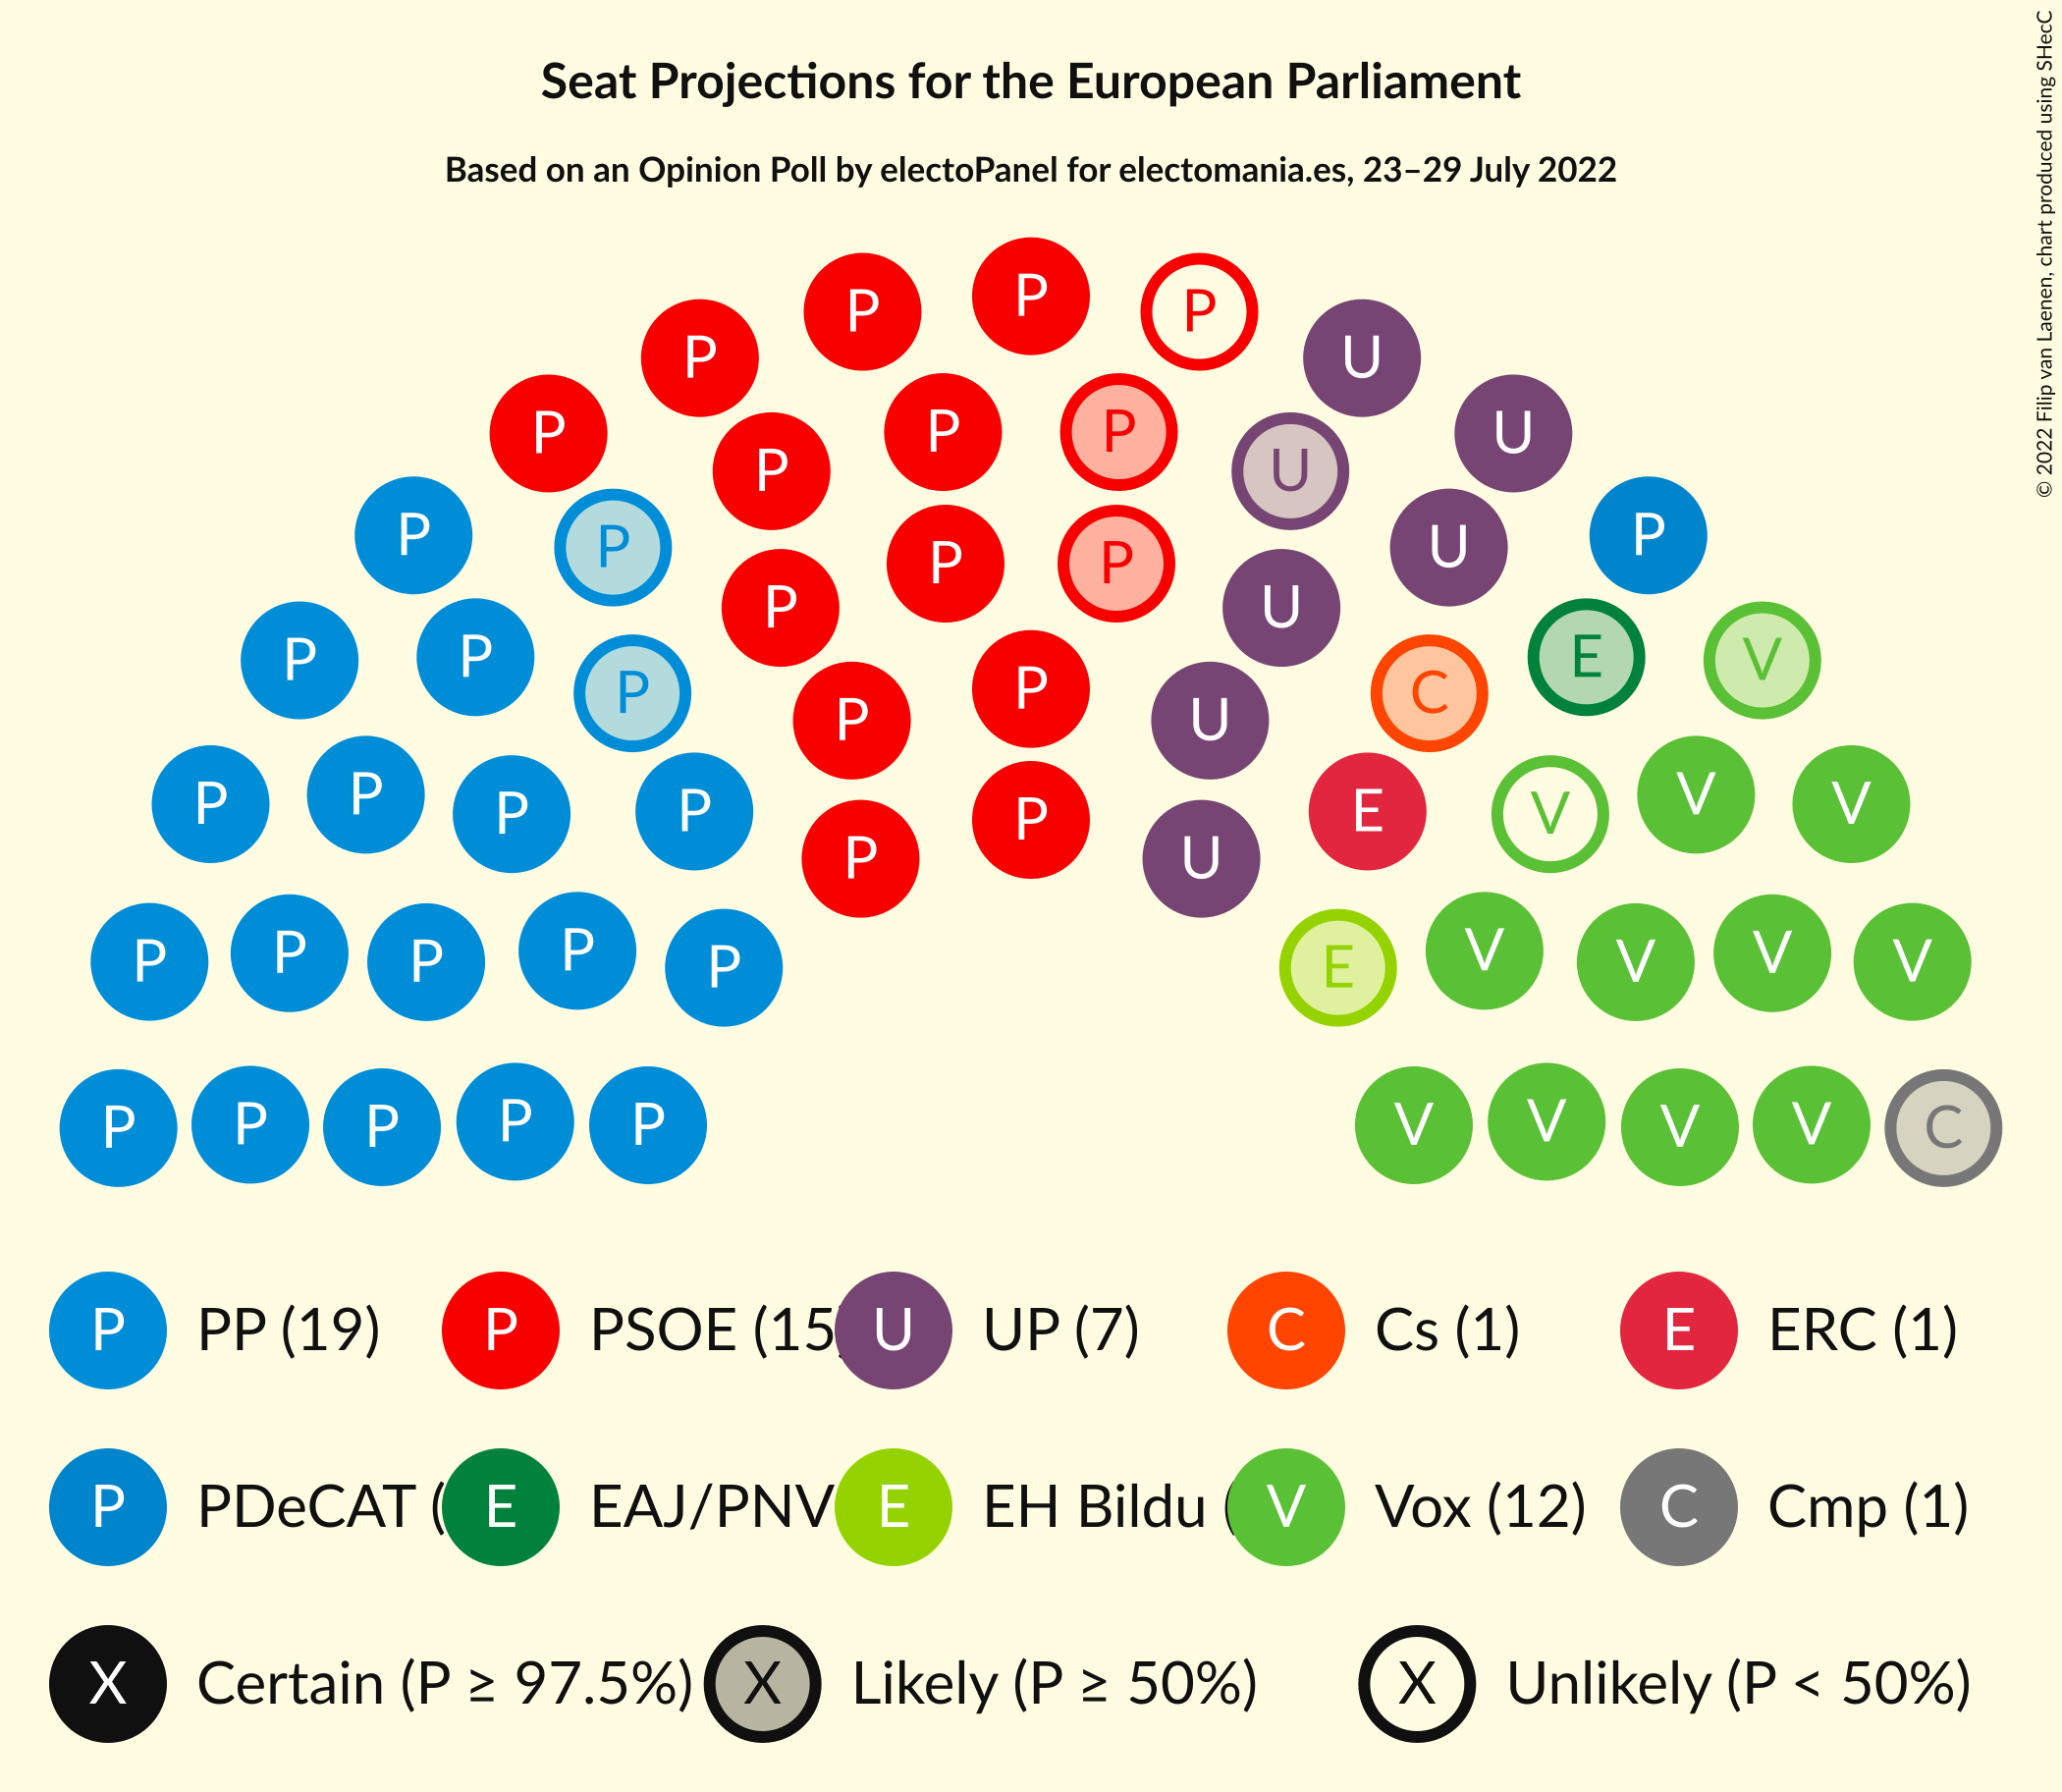 Seat Projections for the European Parliament
Based on an Opinion Poll by electoPanel for electomania.es, 23–29 July 2022
© 2022 Filip van Laenen, chart produced using SHecC
P
P P
P U
P P P U
P U
P P U P
P P
P U
P P E V
P P C
P U
P P P P P E V V V
P U
P P P P P E V V V V
P P P P P V V V V C
P PP (19) P PSOE (15 U UP (7) C Cs (1) E ERC (1)
P PDeCAT ( E EAJ/PNV E EH Bildu ( V Vox (12) C Cmp (1)
X Certain (P ≥ 97.5%) X Likely (P ≥ 50%) X Unlikely (P < 50%)